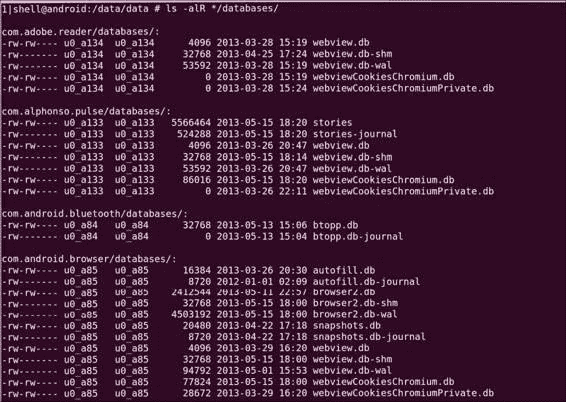 1|shell@android:/data/data # ls -alR */databases/
com.adobe.reader/databases/:
-rw-rw---- u0_a134 u0_a134 4096 2013-03-28 15:19 webview.db
-rw------- u0_a134 u0_a134 32768 2013-04-25 17:24 webview.db-shm
-rw------- u0_a134 u0_a134 53592 2013-03-28 15:19 webview.db-wal
-rw-rw---- u0_a134 u0_a134 0 2013-03-28 15:19 webviewCookiesChromium.db
-rw-rw---- u0_a134 u0_a134 0 2013-03-28 15:24 webviewCookiesChromiumPrivate.db
com.alphonso.pulse/databases/:
-rw-rw---- u0_a133 u0_a133 5566464 2013-05-15 18:20 stories
-rw------- u0_a133 u0_a133 524288 2013-05-15 18:20 stories-journal
-rw-rw---- u0_a133 u0_a133 4096 2013-03-26 20:47 webview.db
-rw------- u0_a133 u0_a133 32768 2013-05-15 18:14 webview.db-shm
-rw------- u0_a133 u0_a133 53592 2013-03-26 20:47 webview.db-wal
-rw-rw---- u0_a133 u0_a133 86016 2013-05-15 18:20 webviewCookiesChromium.db
-rw-rw---- u0_a133 u0_a133 0 2013-03-26 22:11 webviewCookiesChromiumPrivate.db
com.android.bluetooth/databases/:
-rw-rw---- u0_a84 u0_a84 32768 2013-05-13 15:06 btopp.db
-rw------- u0_a84 u0_a84 0 2013-05-13 15:04 btopp.db-journal
com.android.browser/databases/:
-rw-rw---- u0_a85 u0_a85 16384 2013-03-26 20:30 autofill.db
-rw------- u0_a85 u0_a85 8720 2012-01-01 02:09 autofill.db-journal
-rw-rw---- u0_a85 u0_a85 2412544 2013-05-11 22:57 browser2.db
-rw------- u0_a85 u0_a85 32768 2013-05-15 18:00 browser2.db-shm
-rw------- u0_a85 u0_a85 4503192 2013-05-15 18:00 browser2.db-wal
-rw-rw---- u0_a85 u0_a85 20480 2013-04-22 17:18 snapshots.db
-rw------- u0_a85 u0_a85 8720 2013-04-22 17:18 snapshots.db-journal
-rw-rw---- u0_a85 u0_a85 4096 2013-03-29 16:20 webview.db
-rw------- u0_a85 u0_a85 32768 2013-05-15 18:00 webview.db-shm
-rw------- u0_a85 u0_a85 94792 2013-05-01 15:53 webview.db-wal
-rw-rw---- u0_a85 u0_a85 77824 2013-05-15 18:00 webviewCookiesChromium.db
-rw-rw---- u0_a85 u0_a85 28672 2013-03-29 16:20 webviewCookiesChromiumPrivate.db